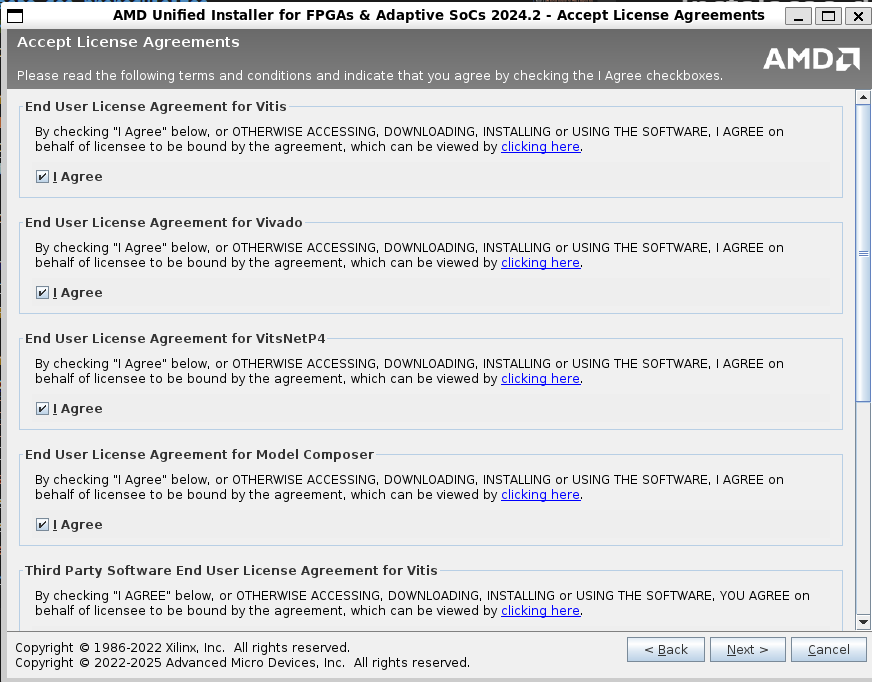 AMD Unified Installer for FPGAs & Adaptive SoCs 2024.2 - Accept License Agreements
Accept License Agreements
Please read the following terms and conditions and indicate that you agree by checking the I Agree checkboxes.
AMD
End User License Agreement for Vitis
By checking "I Agree" below, or OTHERWISE ACCESSING, DOWNLOADING, INSTALLING or USING THE SOFTWARE, I AGREE on
behalf of licensee to be bound by the agreement, which can be viewed by clicking here.
I Agree
End User License Agreement for Vivado
By checking "I Agree" below, or OTHERWISE ACCESSING, DOWNLOADING, INSTALLING or USING THE SOFTWARE, I AGREE on
behalf of licensee to be bound by the agreement, which can be viewed by clicking here.
I Agree
End User License Agreement for VitsNetP4
By checking "I Agree" below, or OTHERWISE ACCESSING, DOWNLOADING, INSTALLING or USING THE SOFTWARE, I AGREE on
behalf of licensee to be bound by the agreement, which can be viewed by clicking here.
I Agree
End User License Agreement for Model Composer
By checking "I Agree" below, or OTHERWISE ACCESSING, DOWNLOADING, INSTALLING or USING THE SOFTWARE, I AGREE on
behalf of licensee to be bound by the agreement, which can be viewed by clicking here.
I Agree
Third Party Software End User License Agreement for Vitis
By checking "I AGREE" below, or OTHERWISE ACCESSING, DOWNLOADING, INSTALLING or USING THE SOFTWARE, YOU AGREE on
behalf of licensee to be bound by the agreement, which can be viewed by clicking here.
Copyright © 1986-2022 Xilinx, Inc.  All rights reserved.
Copyright © 2022-2025 Advanced Micro Devices, Inc.  All rights reserved.
< Back
Next >
Cancel